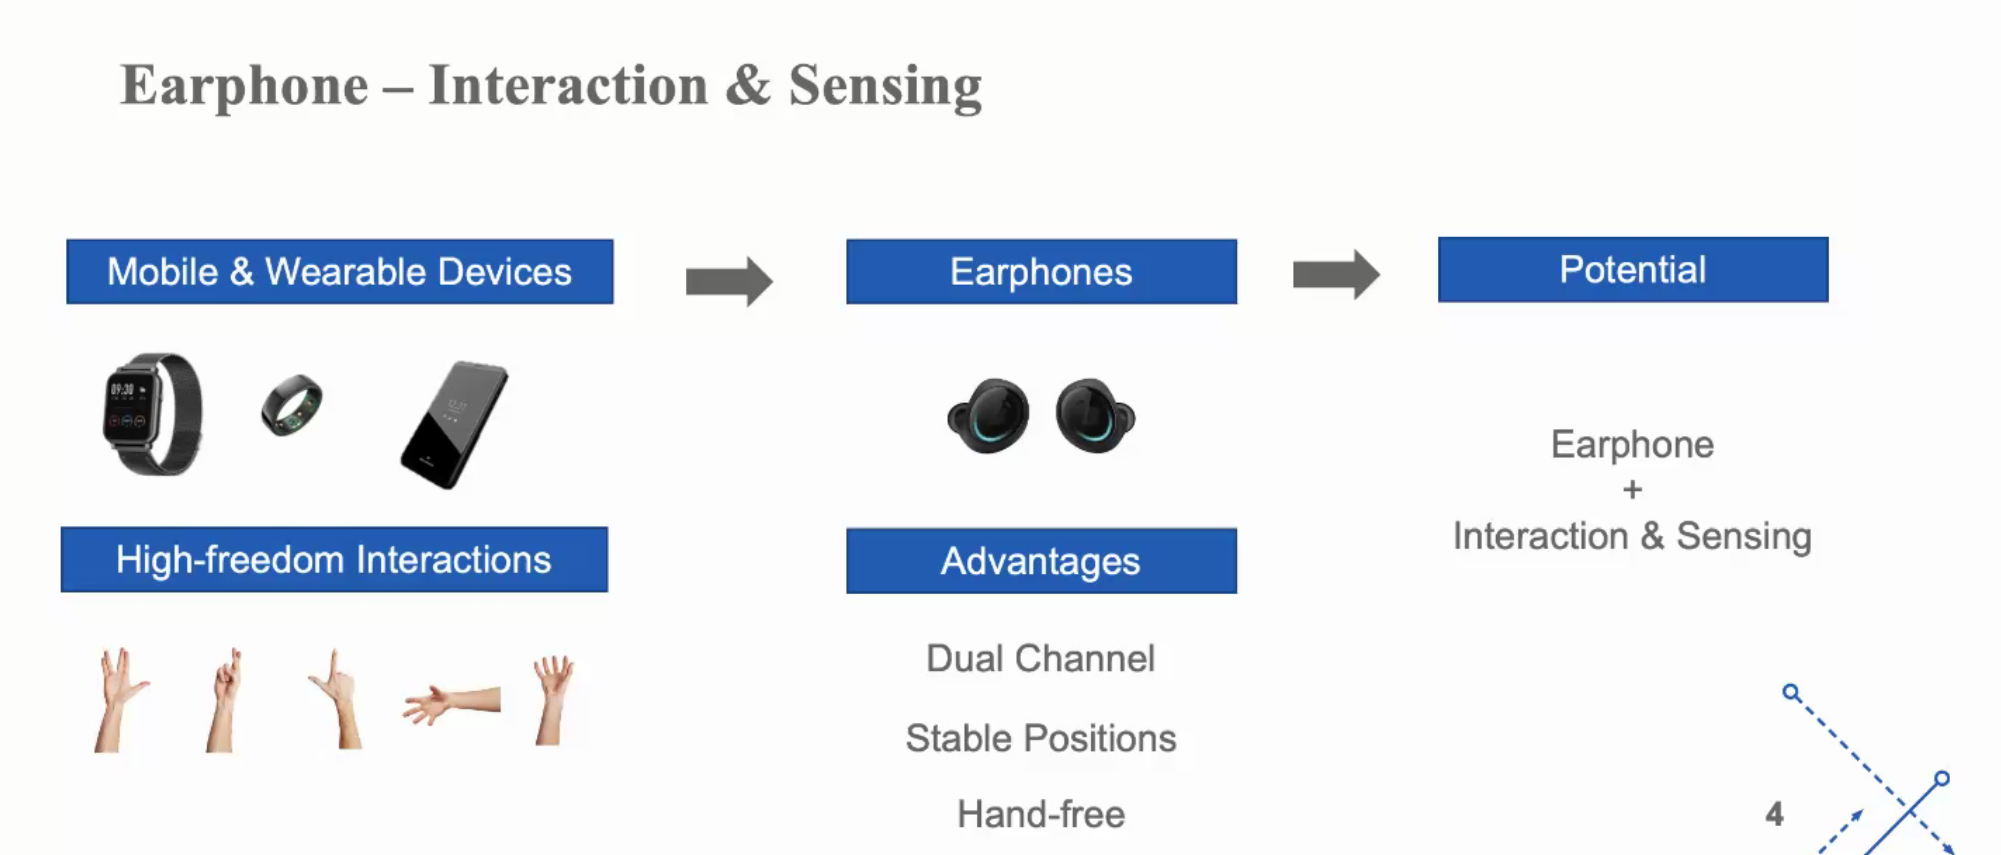 Earphone – Interaction & Sensing
Mobile & Wearable Devices
Earphones
Potential
09:30
High-freedom Interactions
Advantages
Earphone
+
Interaction & Sensing
Dual Channel
Stable Positions
Hand-free
4